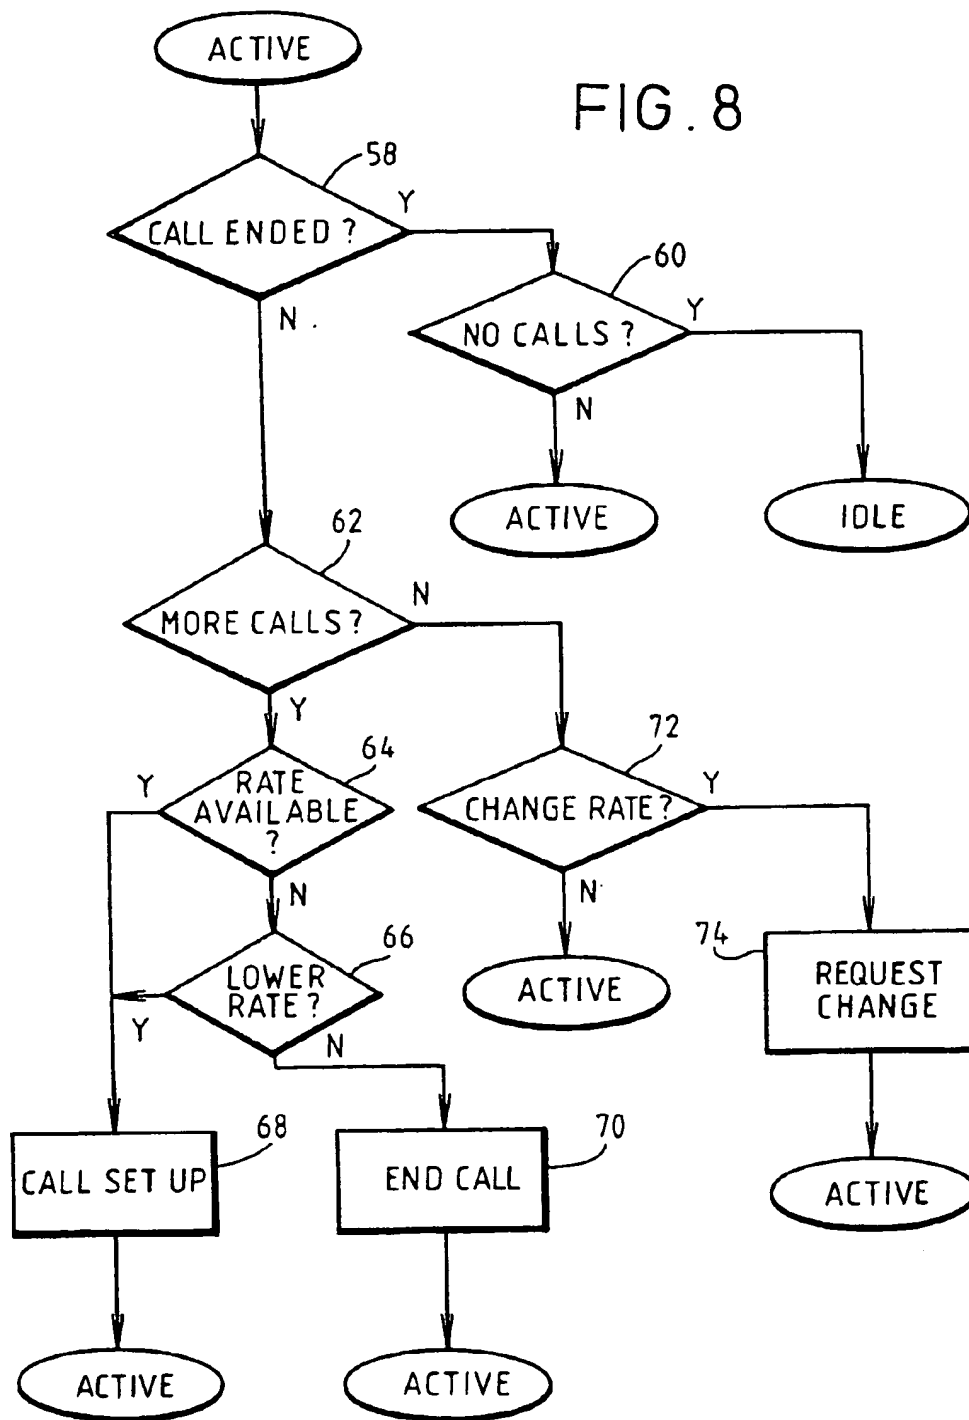 ACTIVE
FIG. 8
58
CALL ENDED ?
Y
N
60
NO CALLS ?
Y
N
ACTIVE
IDLE
62
MORE CALLS ?
N
Y
64
RATE
AVAILABLE
?
Y
N
72
CHANGE RATE ?
Y
N
66
LOWER
RATE ?
Y
N
ACTIVE
74
REQUEST
CHANGE
68
CALL SET UP
70
END CALL
ACTIVE
ACTIVE
ACTIVE